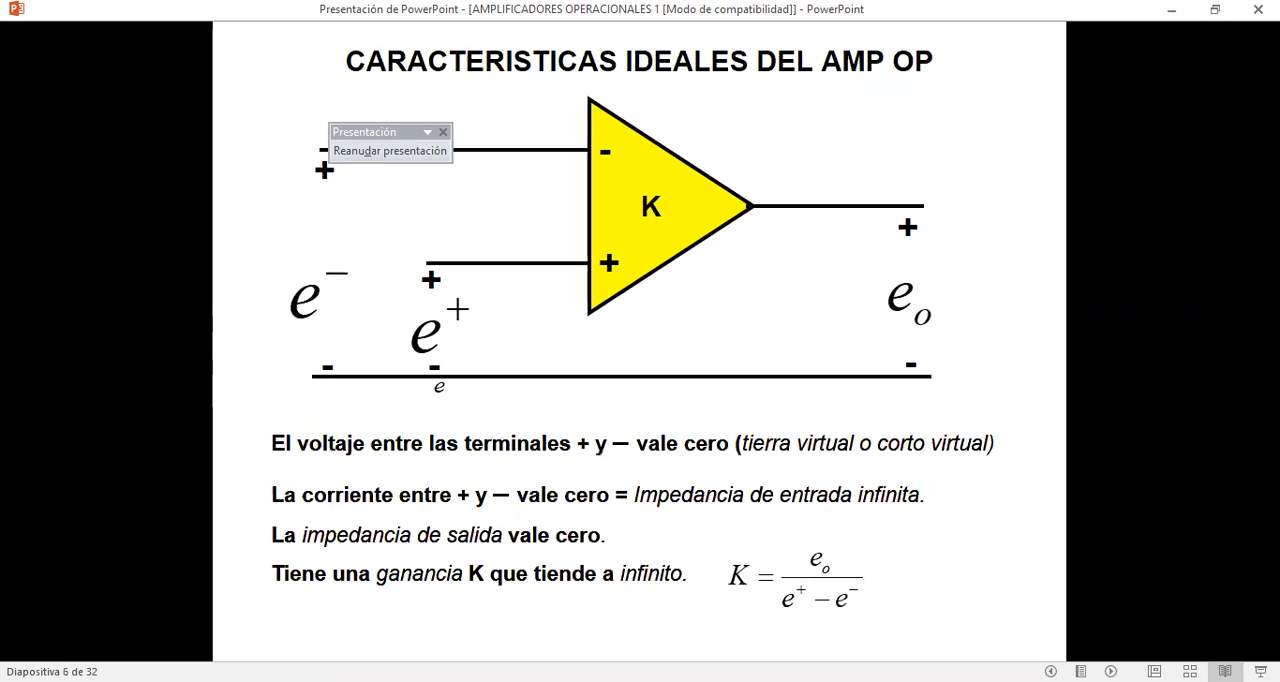 Presentación de PowerPoint - [AMPLIFICADORES OPERACIONALES 1 [Modo de compatibilidad]] - PowerPoint
CARACTERISTICAS IDEALES DEL AMP OP
Presentación
Reanudar presentación
-
+
-
K
+
+
+
e⁻
e⁺
eₒ
-
-
-
e
El voltaje entre las terminales + y — vale cero (tierra virtual o corto virtual)
La corriente entre + y — vale cero = Impedancia de entrada infinita.
La impedancia de salida vale cero.
Tiene una ganancia K que tiende a infinito. K = eₒ / (e⁺ − e⁻)
Diapositiva 6 de 32